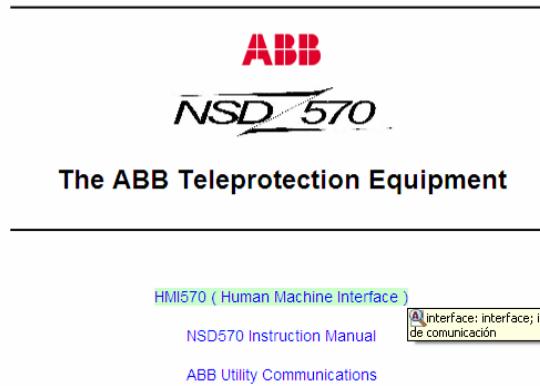 ABB
NSD 570
The ABB Teleprotection Equipment
HMI570 ( Human Machine Interface )
interface: interface; i
de comunicación
NSD570 Instruction Manual
ABB Utility Communications